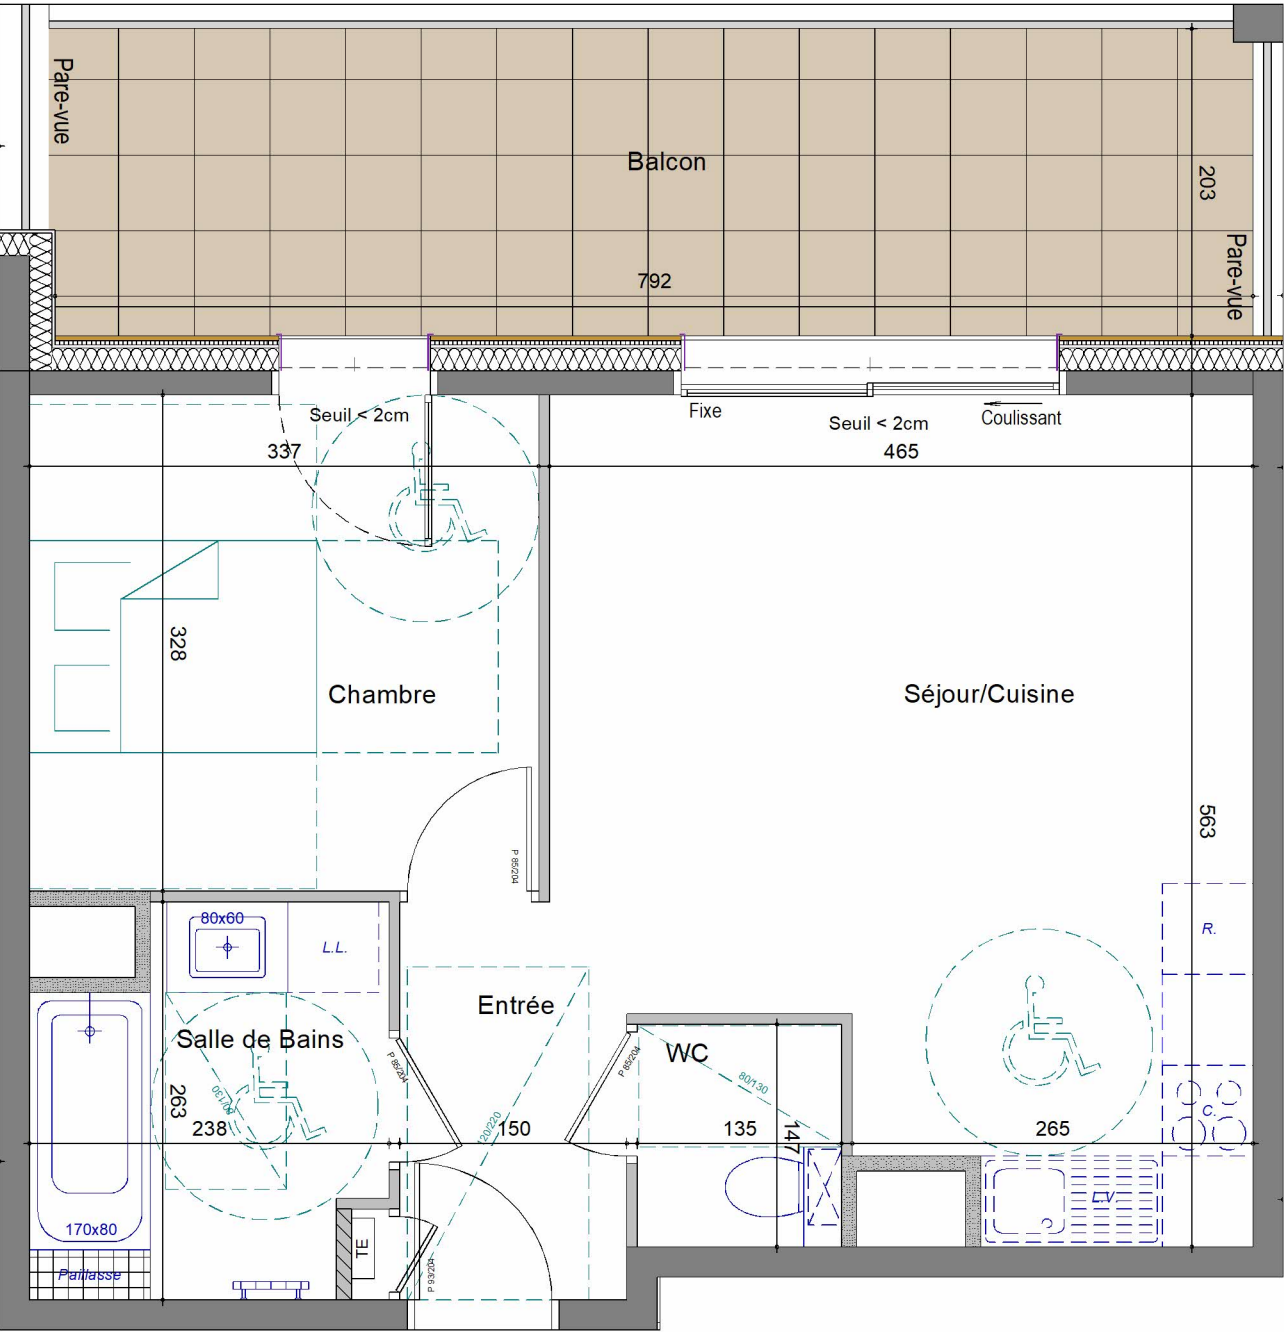 Pare-vue
Balcon
203
Pare-vue
792
Seuil < 2cm
Fixe
Seuil < 2cm
Coulissant
337
465
328
Chambre
Séjour/Cuisine
563
P 85/204
80x60
L.L.
R.
Entrée
Salle de Bains
WC
P 85/204
P 85/204
80/130
80/130
263
238
120/220
150
135
147
265
C.
170x80
L.V.
TE
Paillasse
P 93/204